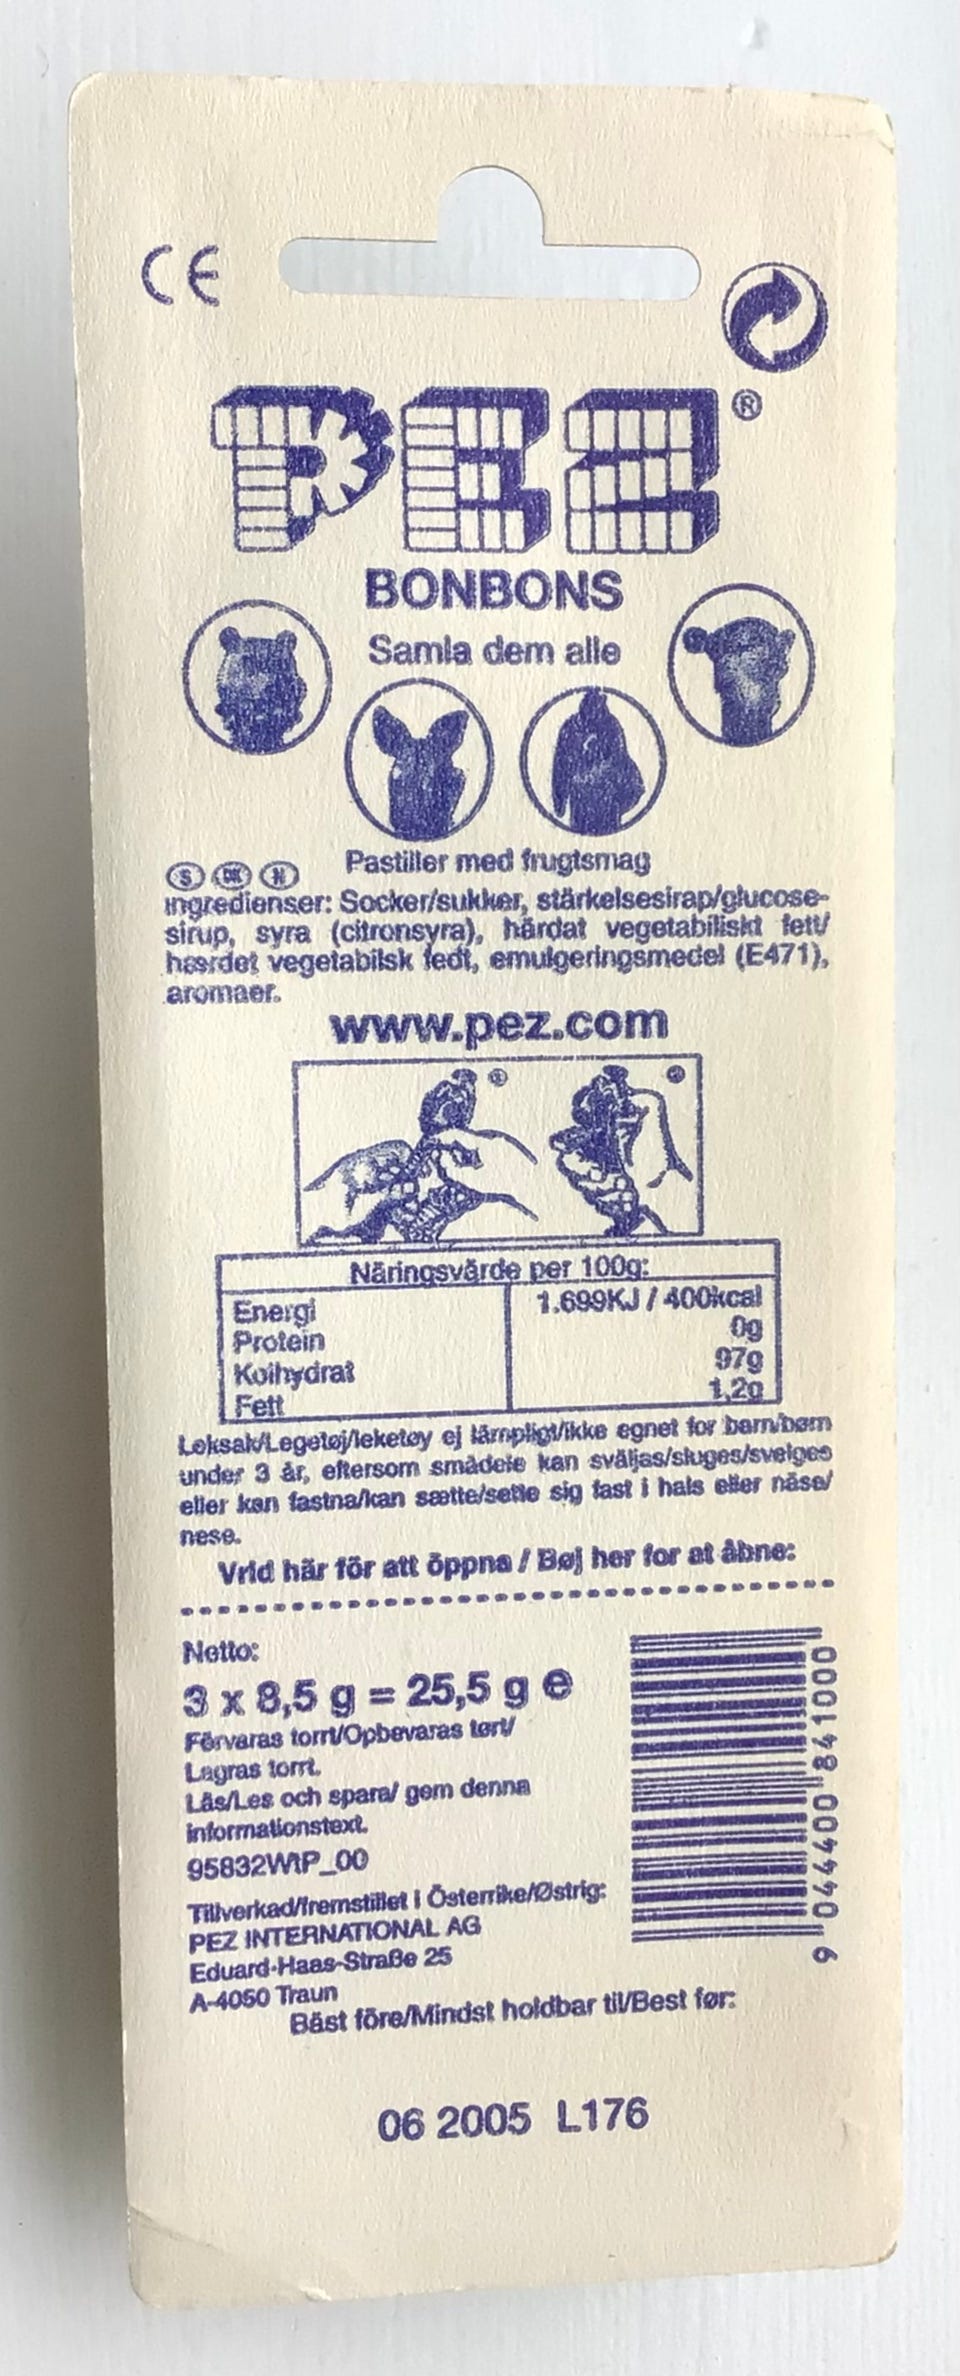 CE
PEZ®
BONBONS
Samla dem alle
Pastiller med frugtsmag
S DK N
Ingredienser: Socker/sukker, stärkelsesirap/glucose-
sirup, syra (citronsyra), härdat vegetabiliskt fett/
hærdet vegetabilsk fedt, emulgeringsmedel (E471),
aromaer.
www.pez.com
Näringsvärde per 100g:
Energi 1.699KJ / 400kcal
Protein 0g
Kolhydrat 97g
Fett 1,2g
Leksak/Legetøj/leketøy ej lämpligt/ikke egnet for barn/børn
under 3 år, eftersom smådele kan sväljas/sluges/svelges
eller kan fastna/kan sætte/sette sig fast i hals eller näsa/
nese.
Vrid här för att öppna / Bøj her for at åbne:
Netto:
3 x 8,5 g = 25,5 g e
Förvaras torrt/Opbevaras tørt/
Lagras torrt.
Läs/Les och spara/ gem denna
informationstext.
95832WIP_00
Tillverkad/fremstillet i Österrike/Østrig:
PEZ INTERNATIONAL AG
Eduard-Haas-Straße 25
A-4050 Traun
Bäst före/Mindst holdbar til/Best før:
9 044400 841000
06 2005 L176